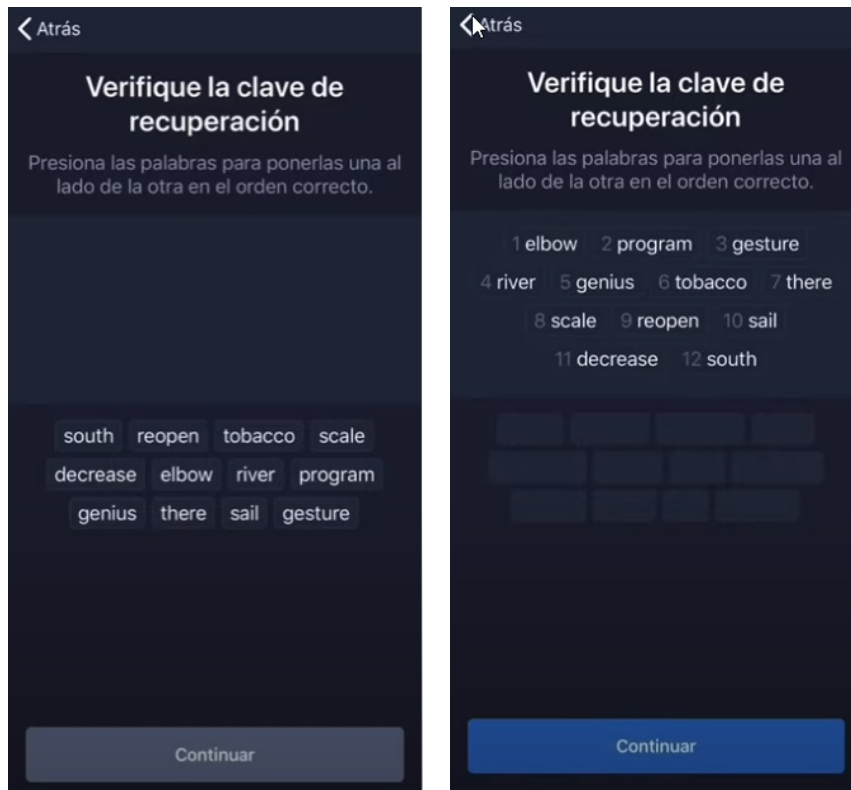 Atrás
Verifique la clave de
recuperación
Presiona las palabras para ponerlas una al
lado de la otra en el orden correcto.
south reopen tobacco scale
decrease elbow river program
genius there sail gesture
Continuar
Atrás
Verifique la clave de
recuperación
Presiona las palabras para ponerlas una al
lado de la otra en el orden correcto.
1 elbow 2 program 3 gesture
4 river 5 genius 6 tobacco 7 there
8 scale 9 reopen 10 sail
11 decrease 12 south
Continuar